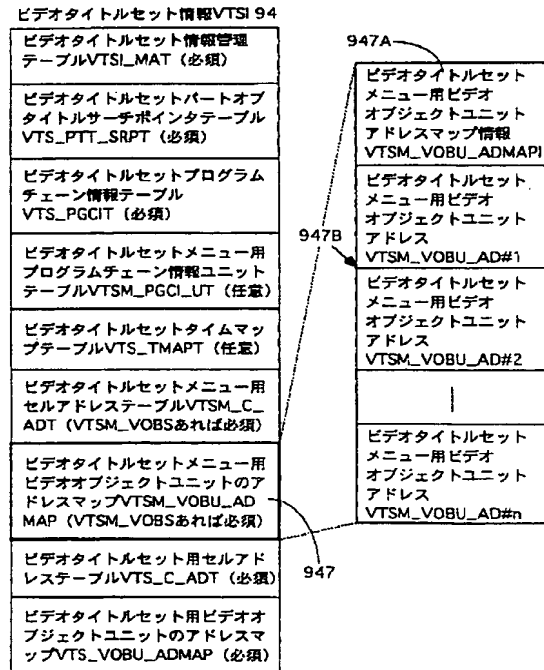 ビデオタイトルセット情報VTSI 94
ビデオタイトルセット情報管理
テーブルVTSI_MAT(必須)
ビデオタイトルセットパートオブ
タイトルサーチポインタテーブル
VTS_PTT_SRPT(必須)
ビデオタイトルセットプログラム
チェーン情報テーブル
VTS_PGCIT(必須)
ビデオタイトルセットメニュー用
プログラムチェーン情報ユニット
テーブルVTSM_PGCI_UT(任意)
ビデオタイトルセットタイムマッ
プテーブルVTS_TMAPT(任意)
ビデオタイトルセットメニュー用
セルアドレステーブルVTSM_C_
ADT(VTSM_VOBSあれば必須)
ビデオタイトルセットメニュー用
ビデオオブジェクトユニットのア
ドレスマップVTSM_VOBU_AD
MAP(VTSM_VOBSあれば必須)
ビデオタイトルセット用セルアド
レステーブルVTS_C_ADT(必須)
ビデオタイトルセット用ビデオオ
ブジェクトユニットのアドレスマ
ップVTS_VOBU_ADMAP(必須)
947A
ビデオタイトルセット
メニュー用ビデオ
オブジェクトユニット
アドレスマップ情報
VTSM_VOBU_ADMAPI
947B
ビデオタイトルセット
メニュー用ビデオ
オブジェクトユニット
アドレス
VTSM_VOBU_AD#1
ビデオタイトルセット
メニュー用ビデオ
オブジェクトユニット
アドレス
VTSM_VOBU_AD#2
ビデオタイトルセット
メニュー用ビデオ
オブジェクトユニット
アドレス
VTSM_VOBU_AD#n
947